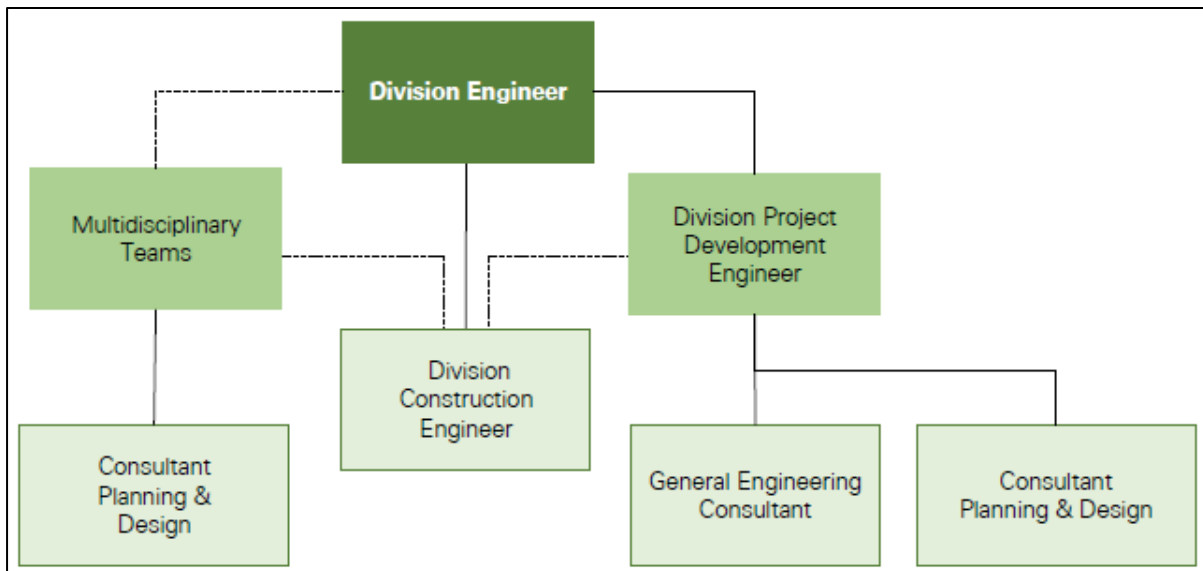 Division Engineer
Multidisciplinary
Teams
Division Project
Development
Engineer
Division
Construction
Engineer
Consultant
Planning &
Design
General Engineering
Consultant
Consultant
Planning & Design